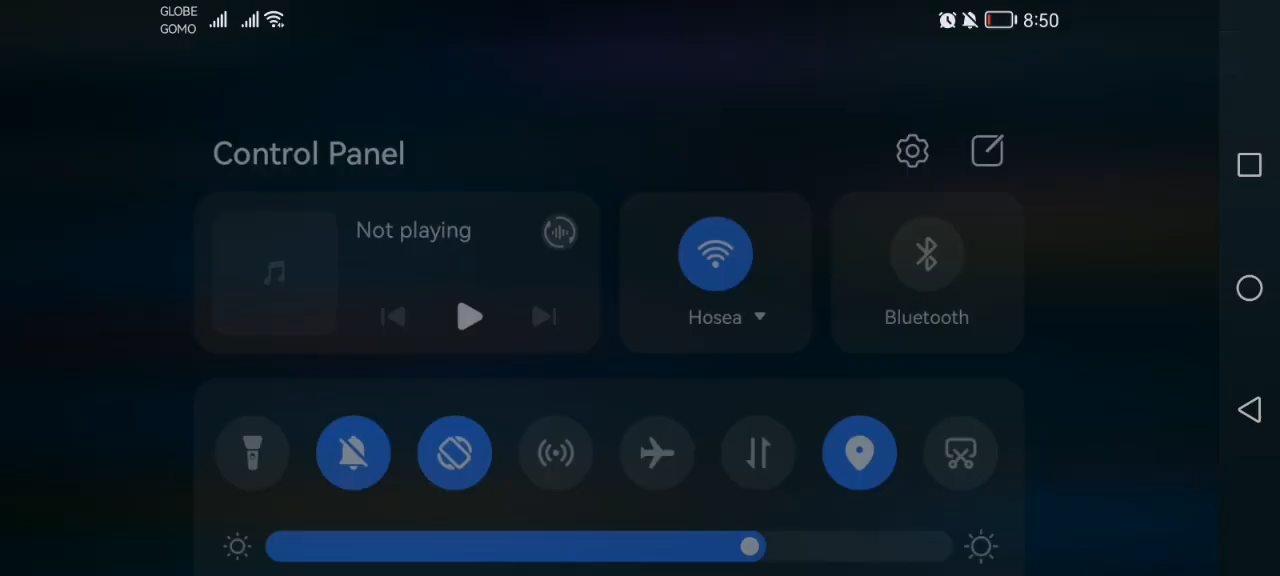 GLOBE
GOMO
8:50
Control Panel
Not playing
Hosea
Bluetooth